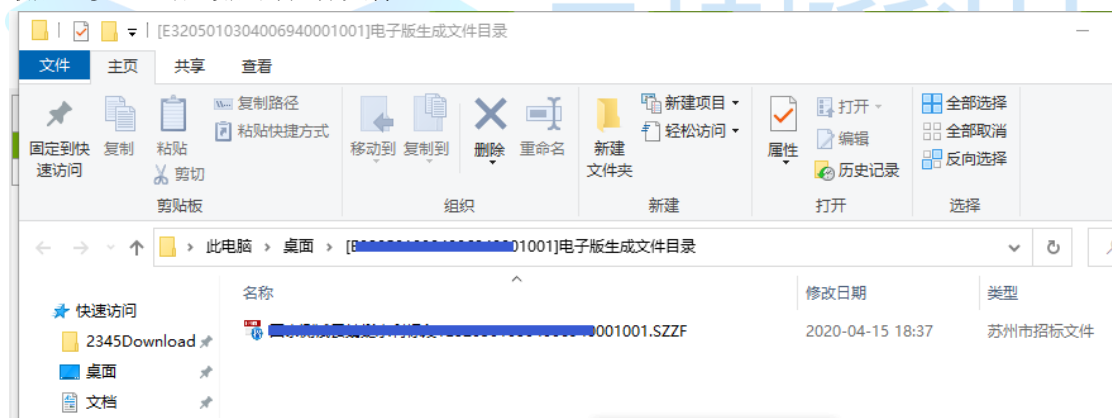 [E3205010304006940001001]电子版生成文件目录
文件 主页 共享 查看
固定到快速访问
复制
粘贴
复制路径
粘贴快捷方式
剪切
剪贴板
移动到 复制到 删除 重命名
组织
新建文件夹
新建项目
轻松访问
新建
属性
打开
编辑
历史记录
打开
全部选择
全部取消
反向选择
选择
此电脑 › 桌面 › 01001]电子版生成文件目录
名称 修改日期 类型
0001001.SZZF 2020-04-15 18:37 苏州市招标文件
快速访问
2345Download
桌面
文档